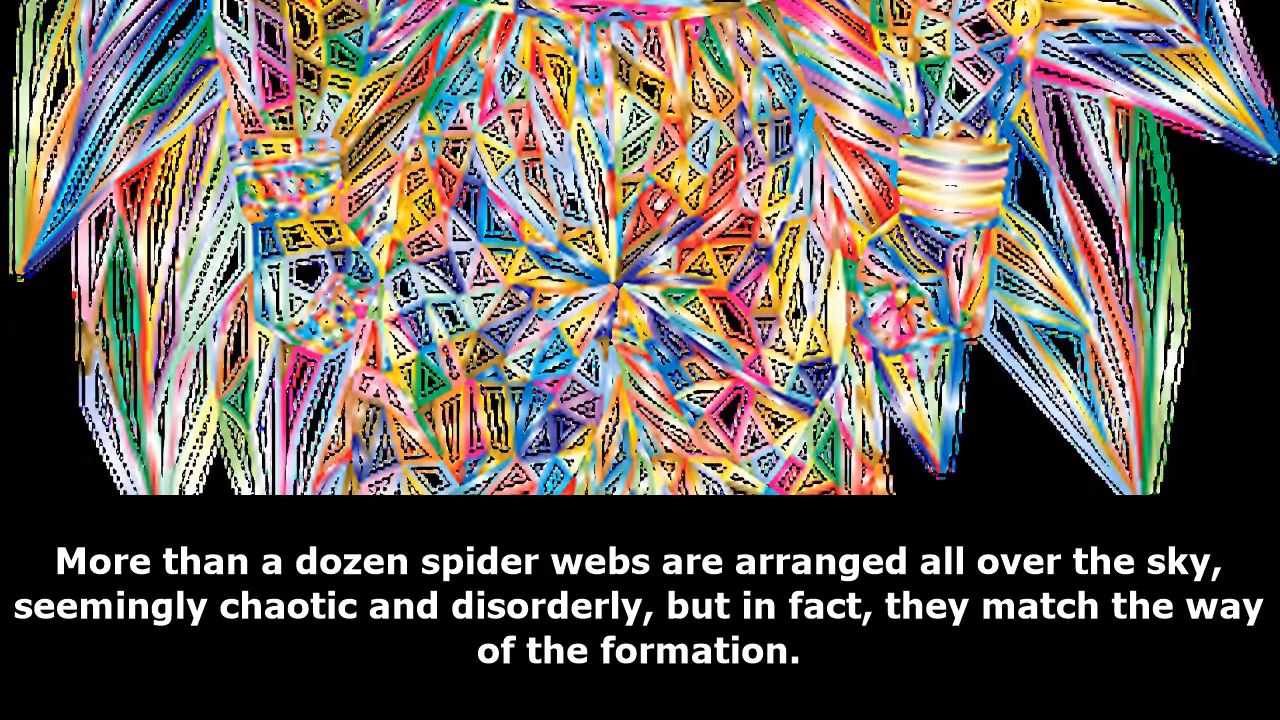 More than a dozen spider webs are arranged all over the sky,
seemingly chaotic and disorderly, but in fact, they match the way
of the formation.